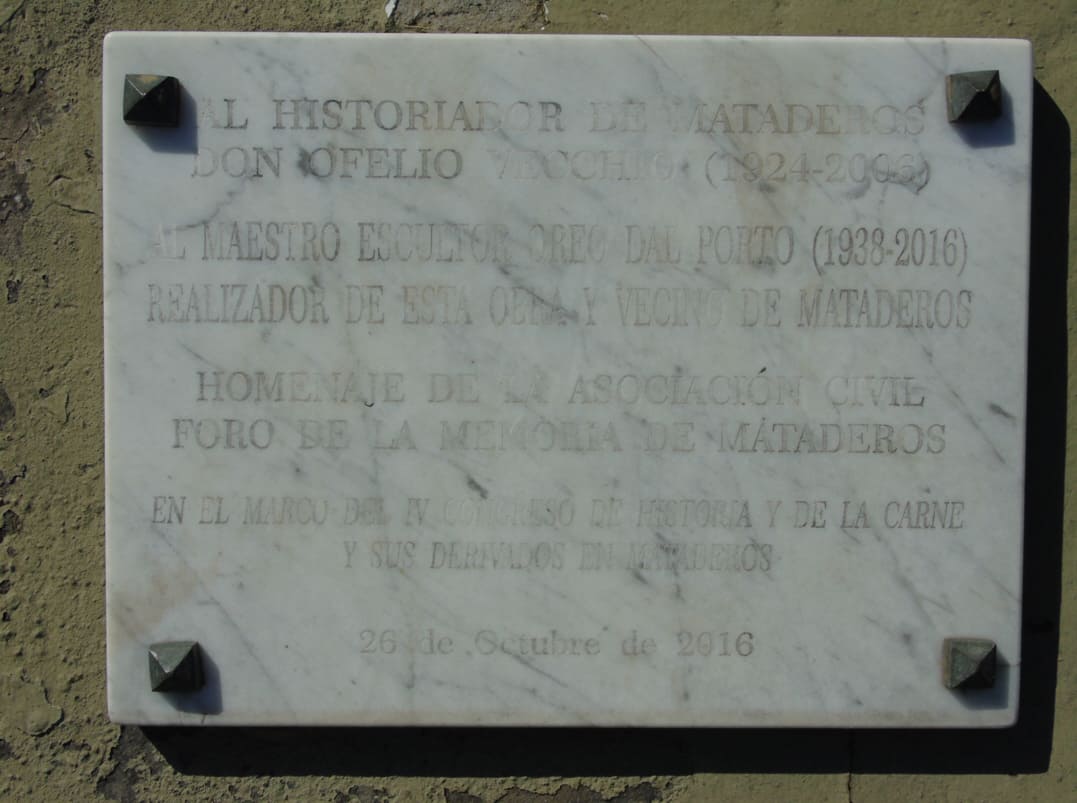 AL HISTORIADOR DE MATADEROS
DON OFELIO VECCHIO (1924-2006)
AL MAESTRO ESCULTOR OREO DAL PORTO (1938-2016)
REALIZADOR DE ESTA OBRA Y VECINO DE MATADEROS
HOMENAJE DE LA ASOCIACIÓN CIVIL
FORO DE LA MEMORIA DE MATADEROS
EN EL MARCO DEL IV CONGRESO DE HISTORIA Y DE LA CARNE
Y SUS DERIVADOS EN MATADEROS
26 de Octubre de 2016